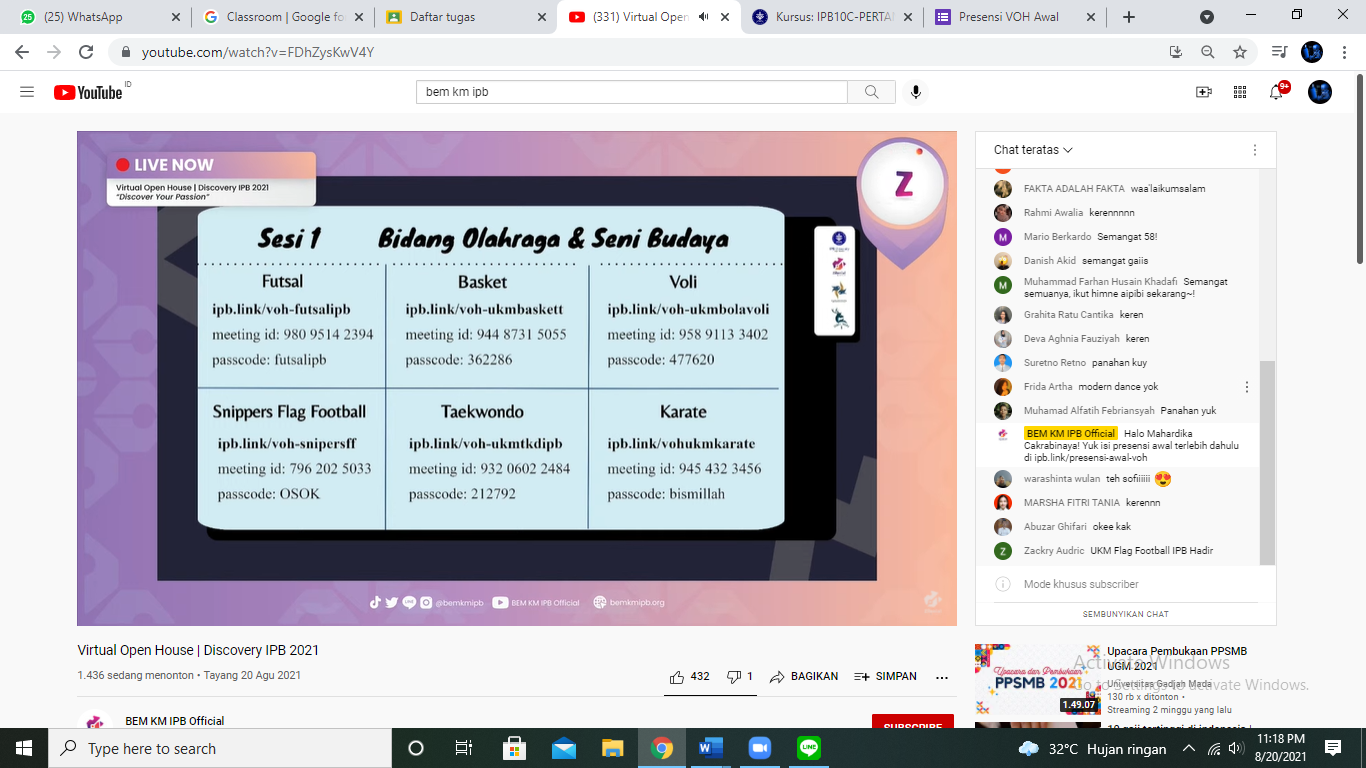 (25) WhatsApp
Classroom | Google fo
Daftar tugas
(331) Virtual Open
Kursus: IPB10C-PERTAN
Presensi VOH Awal
youtube.com/watch?v=FDhZysKwV4Y
YouTube ID
bem km ipb
9+
LIVE NOW
Virtual Open House | Discovery IPB 2021
"Discover Your Passion"
Z
Sesi 1 Bidang Olahraga & Seni Budaya
Futsal
ipb.link/voh-futsalipb
meeting id: 980 9514 2394
passcode: futsalipb
Basket
ipb.link/voh-ukmbaskett
meeting id: 944 8731 5055
passcode: 362286
Voli
ipb.link/voh-ukmbolavoli
meeting id: 958 9113 3402
passcode: 477620
Snippers Flag Football
ipb.link/voh-snipersff
meeting id: 796 202 5033
passcode: OSOK
Taekwondo
ipb.link/voh-ukmtkdipb
meeting id: 932 0602 2484
passcode: 212792
Karate
ipb.link/vohukmkarate
meeting id: 945 432 3456
passcode: bismillah
@bemkmipb
BEM KM IPB Official
bemkmipb.org
Virtual Open House | Discovery IPB 2021
1.436 sedang menonton • Tayang 20 Agu 2021
432
1
BAGIKAN
SIMPAN
BEM KM IPB Official
SUBSCRIBE
Chat teratas
FAKTA ADALAH FAKTA waa'laikumsalam
Rahmi Awalia kerennnnn
M Mario Berkardo Semangat 58!
Danish Akid semangat gaiis
M Muhammad Farhan Husain Khadafi Semangat
semuanya, ikut himne aipibi sekarang~!
Grahita Ratu Cantika keren
Deva Aghnia Fauziyah keren
Suretno Retno panahan kuy
Frida Artha modern dance yok
Muhamad Alfatih Febriansyah Panahan yuk
BEM KM IPB Official Halo Mahardika
Cakrabinaya! Yuk isi presensi awal terlebih dahulu
di ipb.link/presensi-awal-voh
warashinta wulan teh sofiiiiii
MARSHA FITRI TANIA kerennn
Abuzar Ghifari okee kak
Z Zackry Audric UKM Flag Football IPB Hadir
Mode khusus subscriber
SEMBUNYIKAN CHAT
Upacara dan Pembukaan
PPSMB 2021
1.49.07
Upacara Pembukaan PPSMB
UGM 2021
Universitas Gadjah Mada
130 rb x ditonton •
Streaming 2 minggu yang lalu
Activate Windows
Go to Settings to activate Windows.
Type here to search
32°C Hujan ringan
11:18 PM
8/20/2021